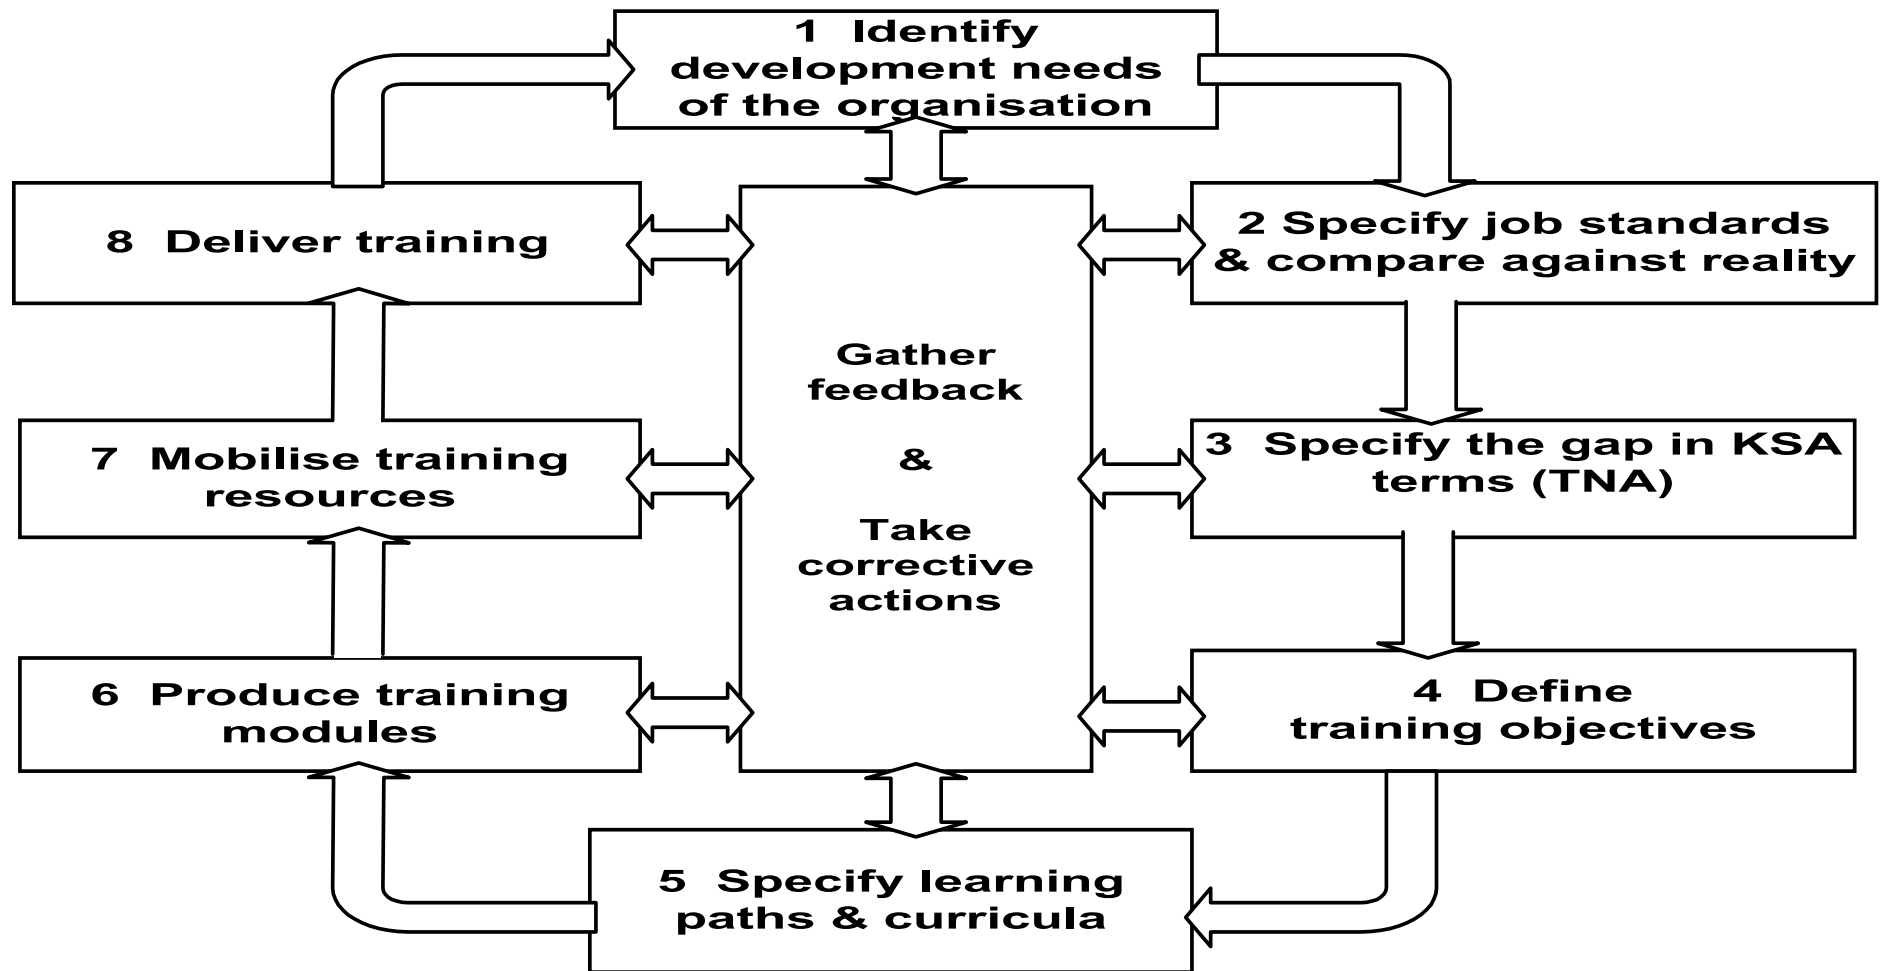 1 Identify
development needs
of the organisation
2 Specify job standards
& compare against reality
3 Specify the gap in KSA
terms (TNA)
4 Define
training objectives
5 Specify learning
paths & curricula
6 Produce training
modules
7 Mobilise training
resources
8 Deliver training
Gather
feedback
&
Take
corrective
actions